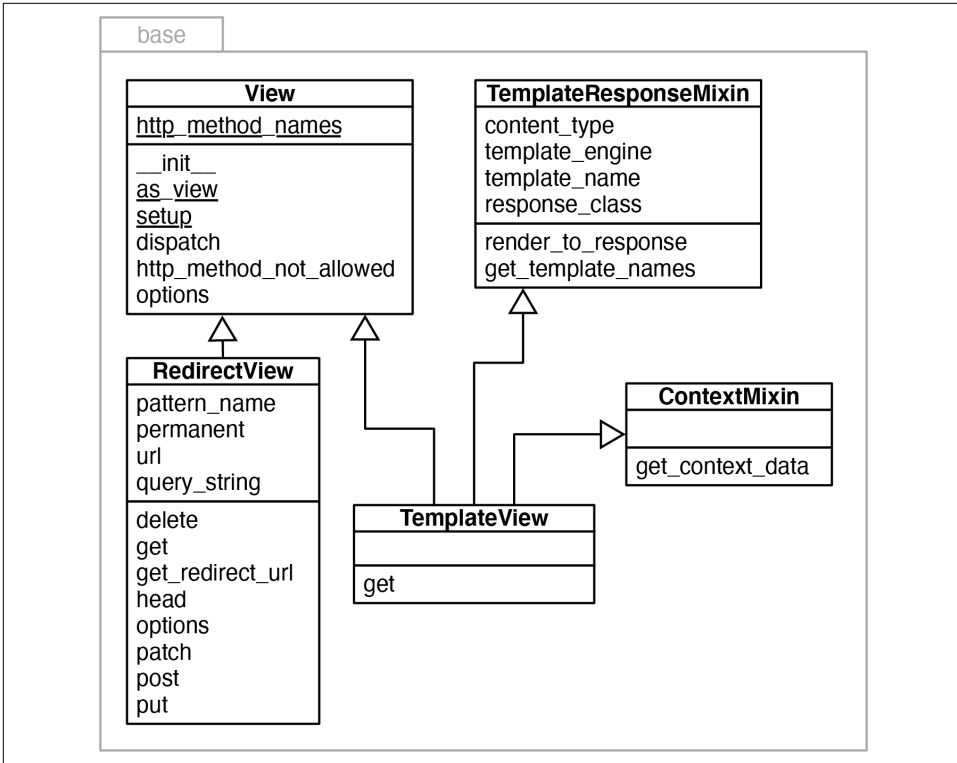 base
View
http_method_names
__init__
as_view
setup
dispatch
http_method_not_allowed
options
TemplateResponseMixin
content_type
template_engine
template_name
response_class
render_to_response
get_template_names
RedirectView
pattern_name
permanent
url
query_string
delete
get
get_redirect_url
head
options
patch
post
put
ContextMixin
get_context_data
TemplateView
get